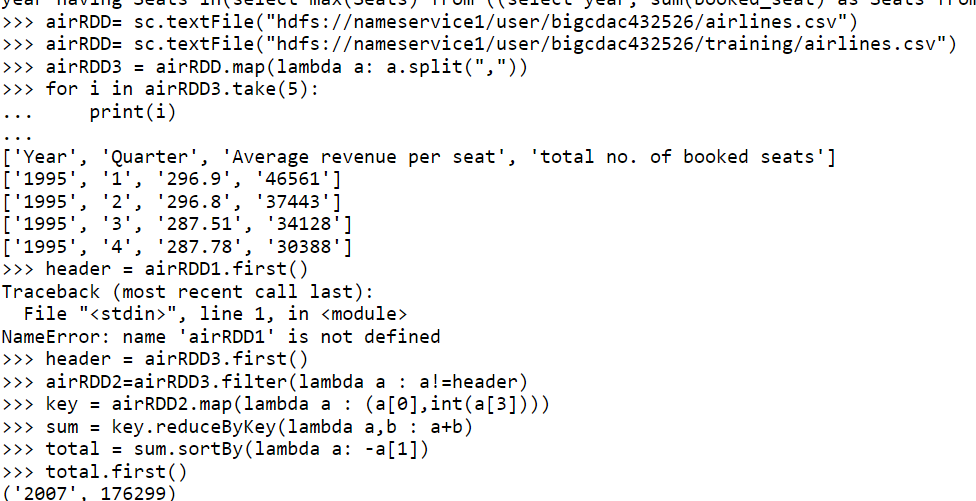 year having Seats in(select max(Seats) from ((select year, sum(booked_seat) as Seats from
>>> airRDD= sc.textFile("hdfs://nameservice1/user/bigcdac432526/airlines.csv")
>>> airRDD= sc.textFile("hdfs://nameservice1/user/bigcdac432526/training/airlines.csv")
>>> airRDD3 = airRDD.map(lambda a: a.split(","))
>>> for i in airRDD3.take(5):
...     print(i)
...
['Year', 'Quarter', 'Average revenue per seat', 'total no. of booked seats']
['1995', '1', '296.9', '46561']
['1995', '2', '296.8', '37443']
['1995', '3', '287.51', '34128']
['1995', '4', '287.78', '30388']
>>> header = airRDD1.first()
Traceback (most recent call last):
  File "<stdin>", line 1, in <module>
NameError: name 'airRDD1' is not defined
>>> header = airRDD3.first()
>>> airRDD2=airRDD3.filter(lambda a : a!=header)
>>> key = airRDD2.map(lambda a : (a[0],int(a[3])))
>>> sum = key.reduceByKey(lambda a,b : a+b)
>>> total = sum.sortBy(lambda a: -a[1])
>>> total.first()
('2007', 176299)